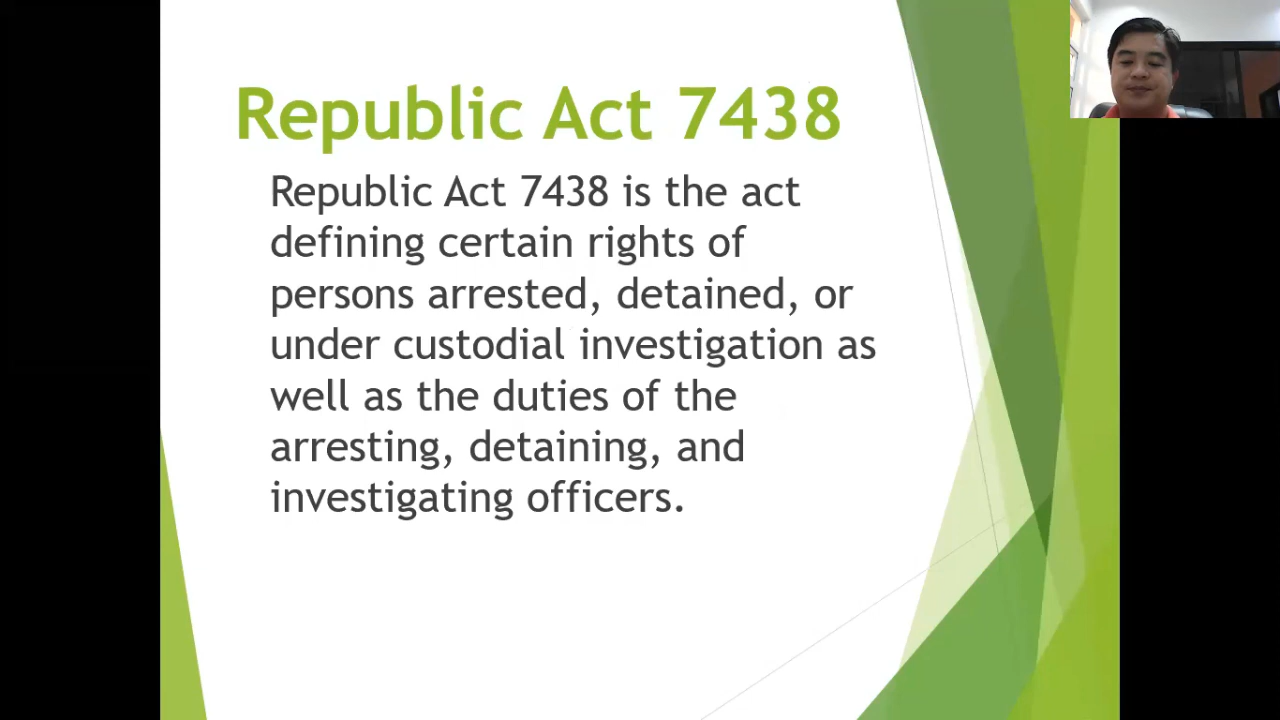 Republic Act 7438
Republic Act 7438 is the act
defining certain rights of
persons arrested, detained, or
under custodial investigation as
well as the duties of the
arresting, detaining, and
investigating officers.